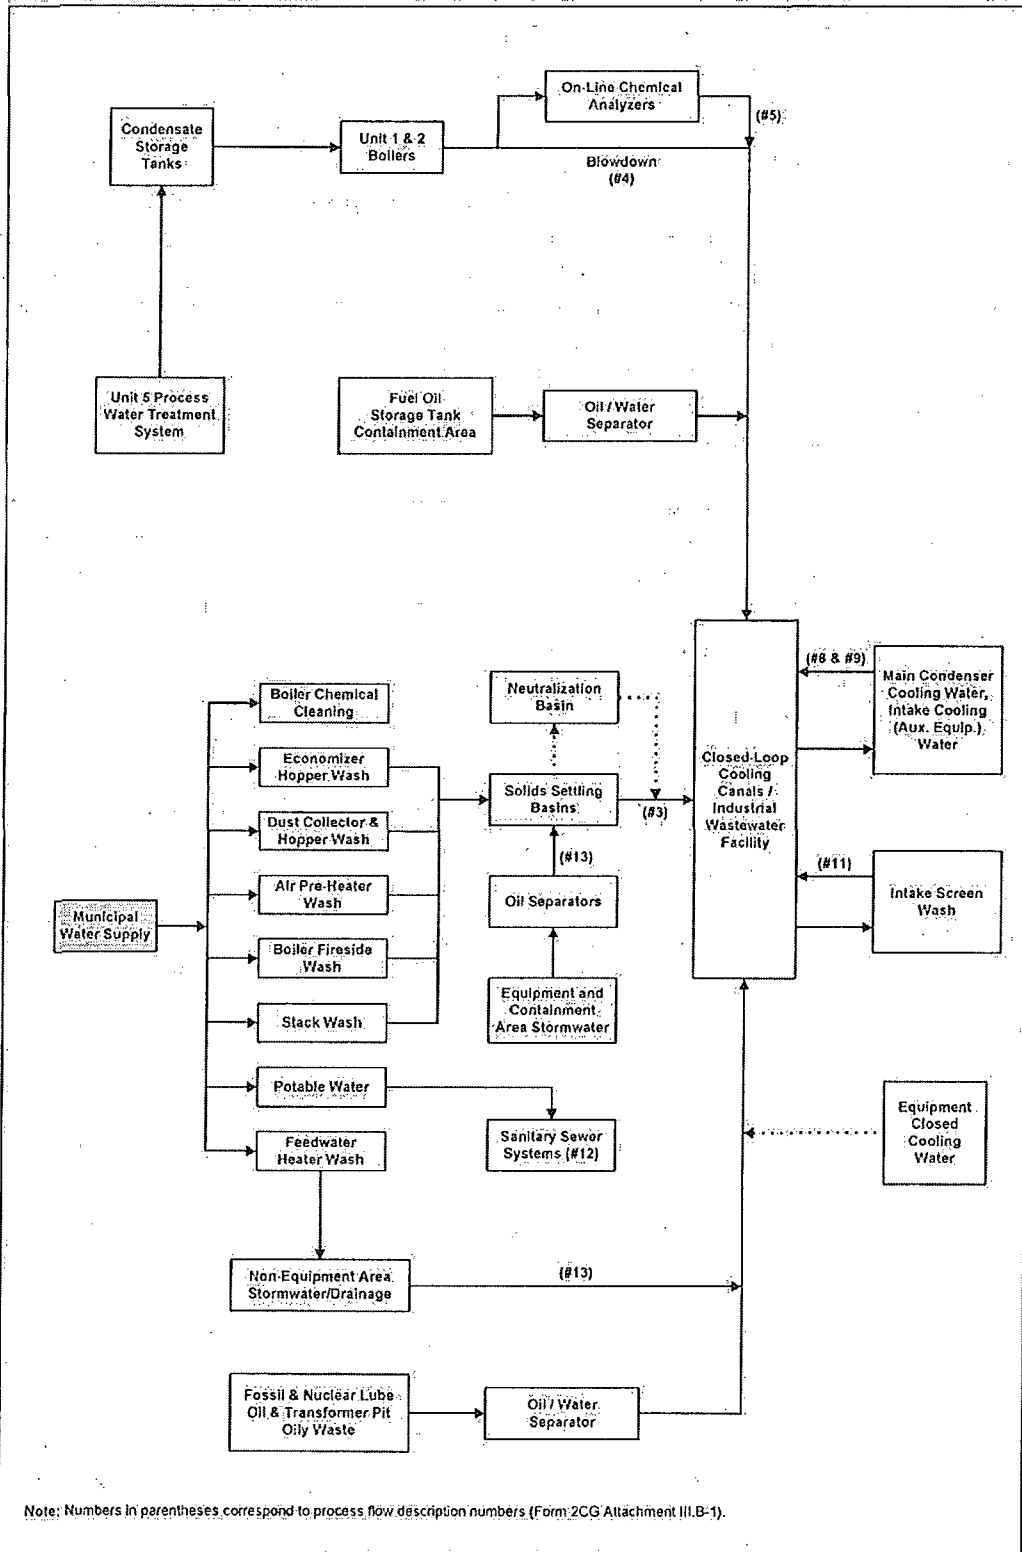 On-Line Chemical
Analyzers
(#5)
Condensate
Storage
Tanks
Unit 1 & 2
Boilers
Blowdown
(#4)
Unit 5 Process
Water Treatment
System
Fuel Oil
Storage Tank
Containment Area
Oil / Water
Separator
(#8 & #9)
Main Condenser
Cooling Water,
Intake Cooling
(Aux. Equip.)
Water
Boiler Chemical
Cleaning
Neutralization
Basin
Economizer
Hopper Wash
Solids Settling
Basins
(#3)
Closed-Loop
Cooling
Canals /
Industrial
Wastewater
Facility
Dust Collector &
Hopper Wash
(#13)
(#11)
Air Pre-Heater
Wash
Oil Separators
Intake Screen
Wash
Municipal
Water Supply
Boiler Fireside
Wash
Equipment and
Containment
Area Stormwater
Stack Wash
Potable Water
Sanitary Sewer
Systems (#12)
Equipment
Closed
Cooling
Water
Feedwater
Heater Wash
Non-Equipment Area
Stormwater/Drainage
(#13)
Fossil & Nuclear Lube
Oil & Transformer Pit
Oily Waste
Oil / Water
Separator
Note: Numbers in parentheses correspond to process flow description numbers (Form 2CG Attachment III.B-1).